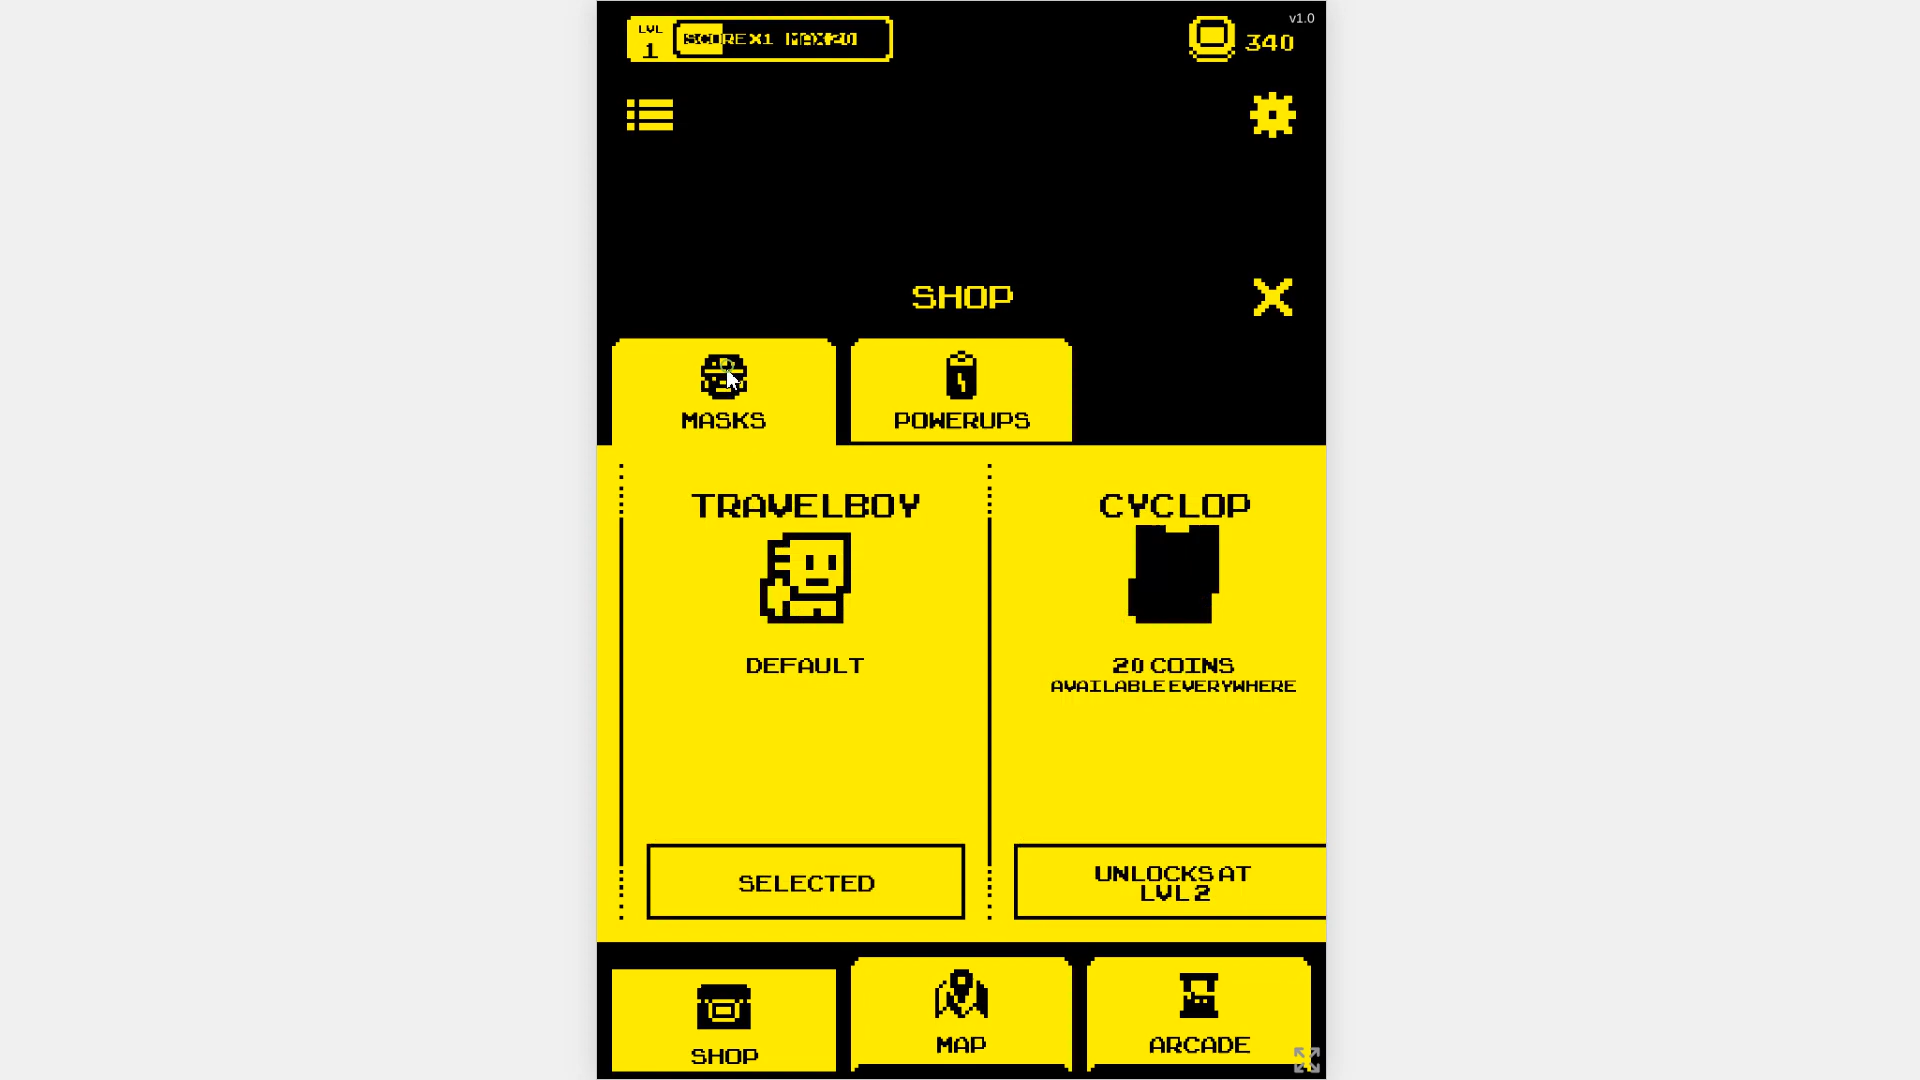 v1.0
LVL
1
SCORE X1 MAX:20
340
SHOP
MASKS
POWERUPS
TRAVELBOY
CYCLOP
DEFAULT
20 COINS
AVAILABLE EVERYWHERE
SELECTED
UNLOCKS AT
LVL 2
SHOP
MAP
ARCADE